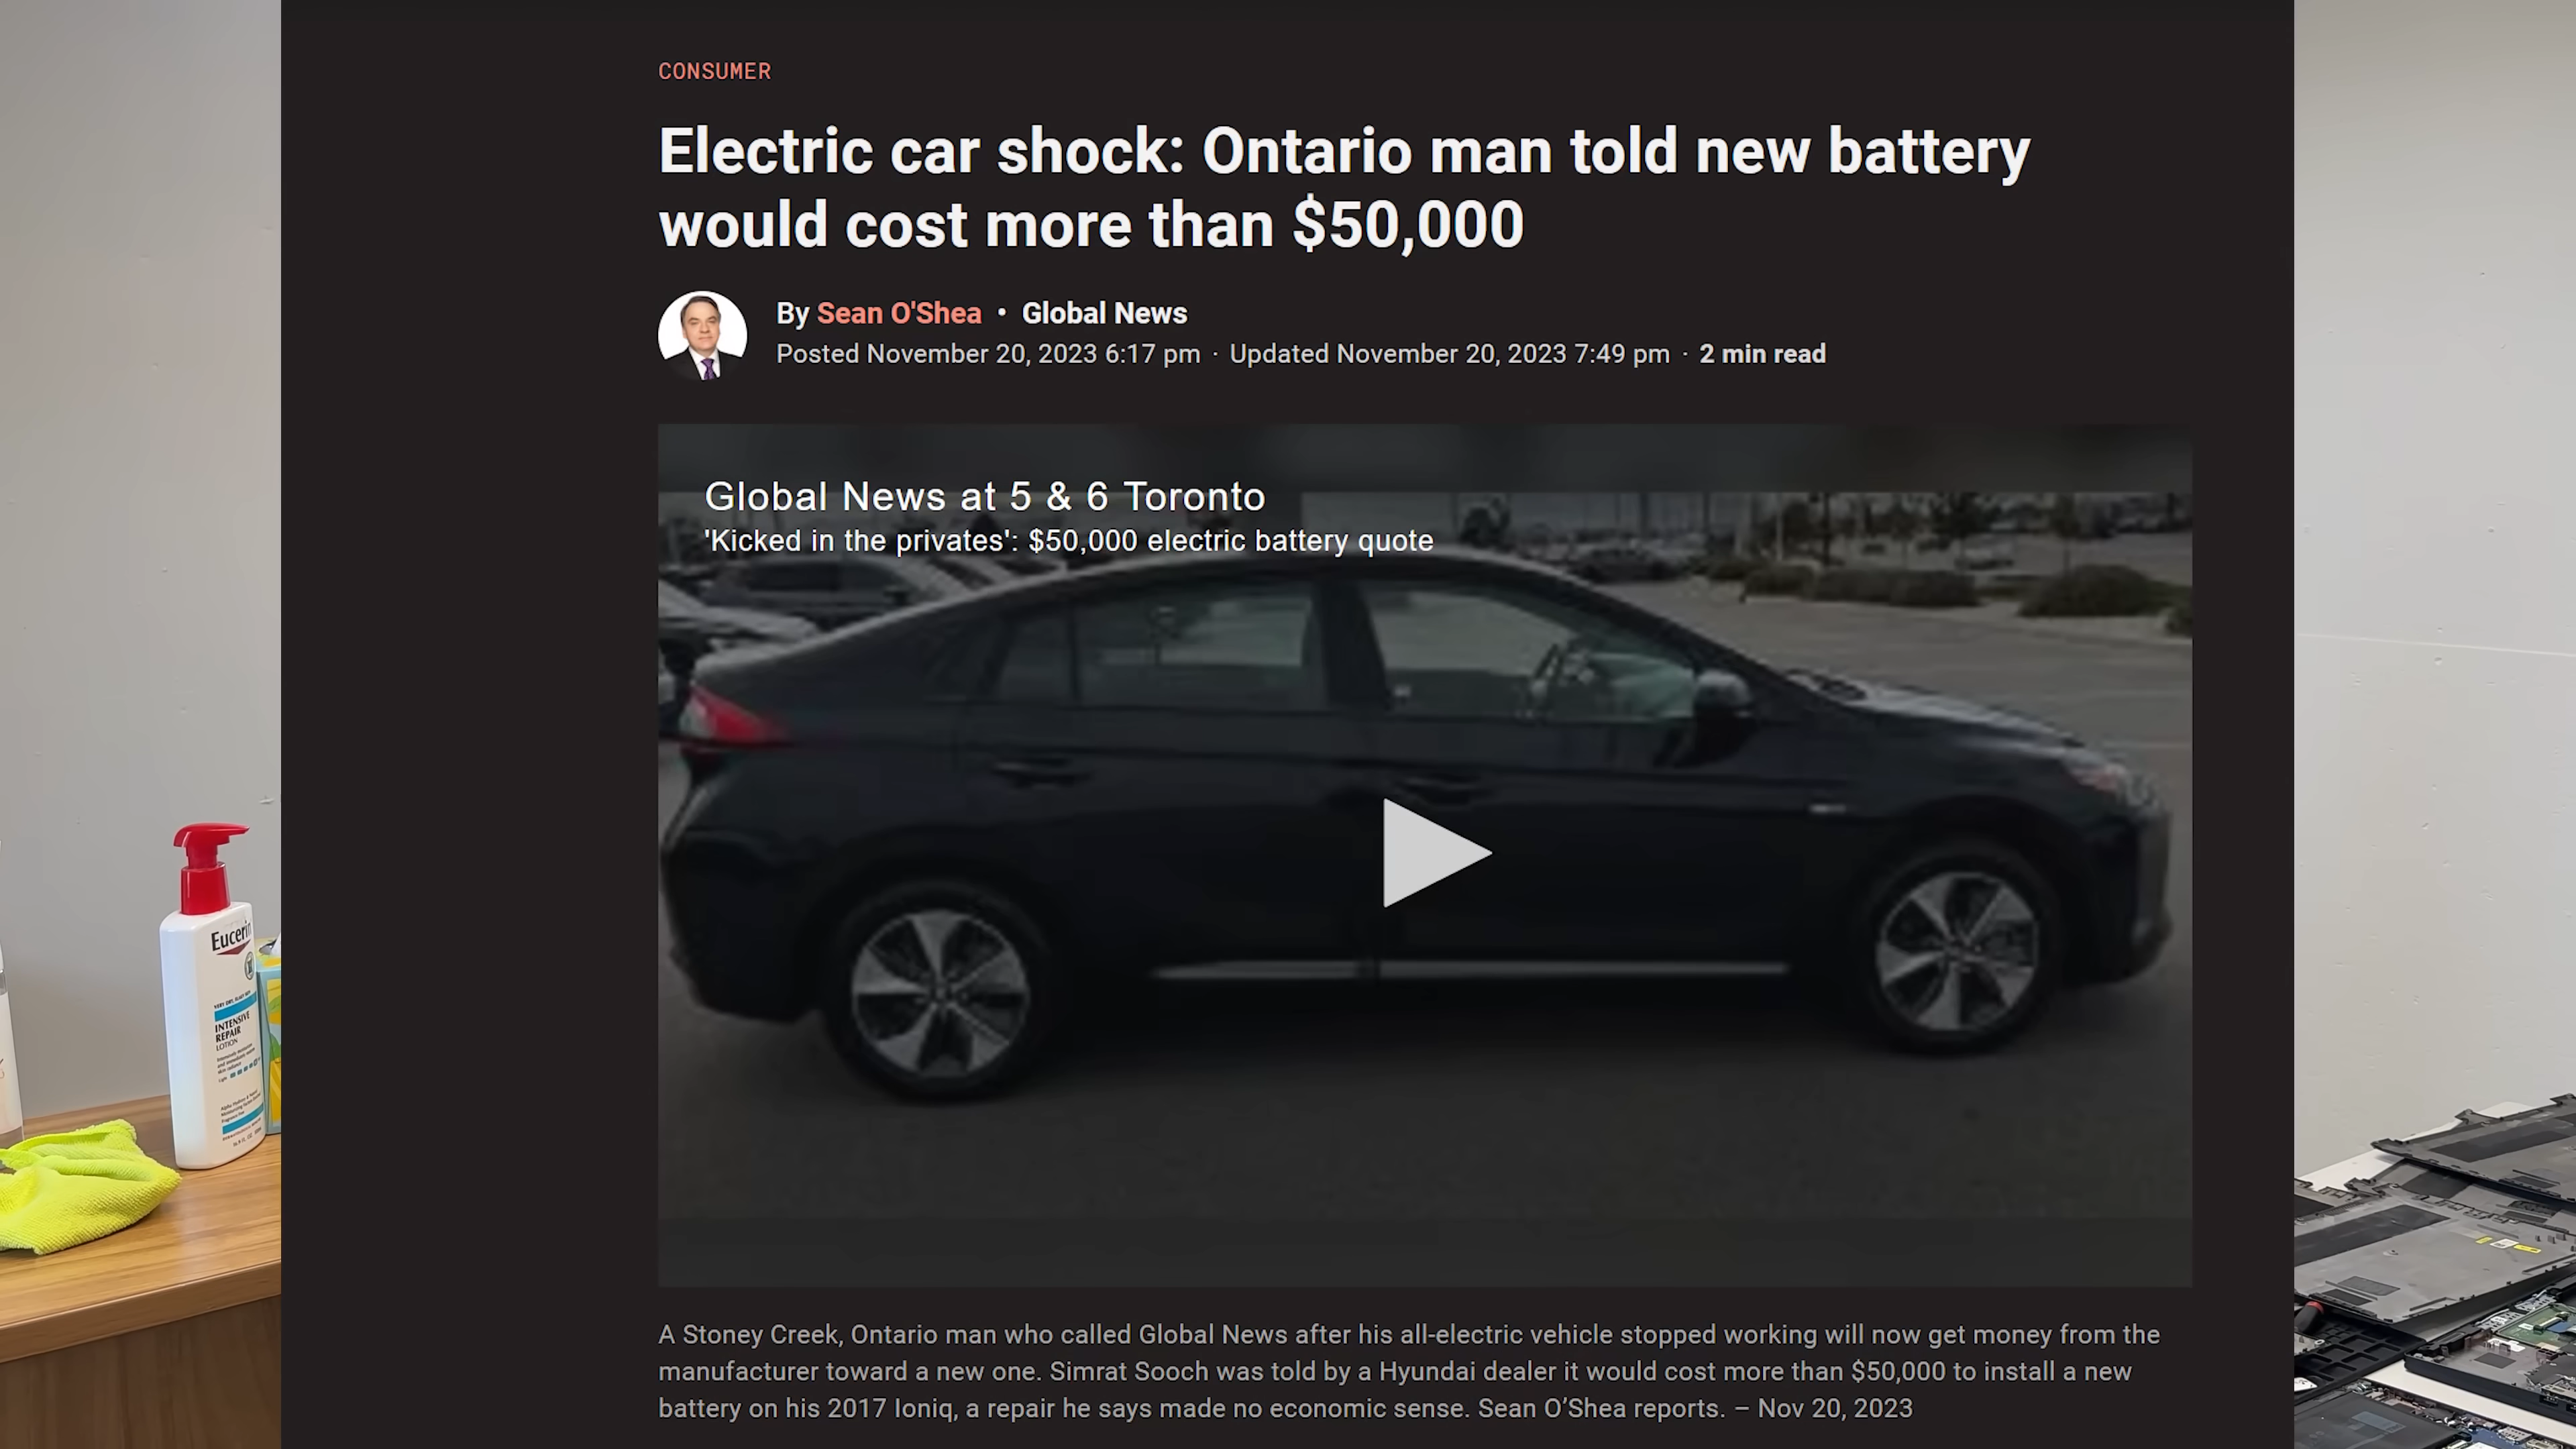 CONSUMER
Electric car shock: Ontario man told new battery
would cost more than $50,000
By Sean O'Shea • Global News
Posted November 20, 2023 6:17 pm · Updated November 20, 2023 7:49 pm · 2 min read
Global News at 5 & 6 Toronto
'Kicked in the privates': $50,000 electric battery quote
A Stoney Creek, Ontario man who called Global News after his all-electric vehicle stopped working will now get money from the
manufacturer toward a new one. Simrat Sooch was told by a Hyundai dealer it would cost more than $50,000 to install a new
battery on his 2017 Ioniq, a repair he says made no economic sense. Sean O’Shea reports. – Nov 20, 2023
Eucerin
INTENSIVE
REPAIR
LOTION